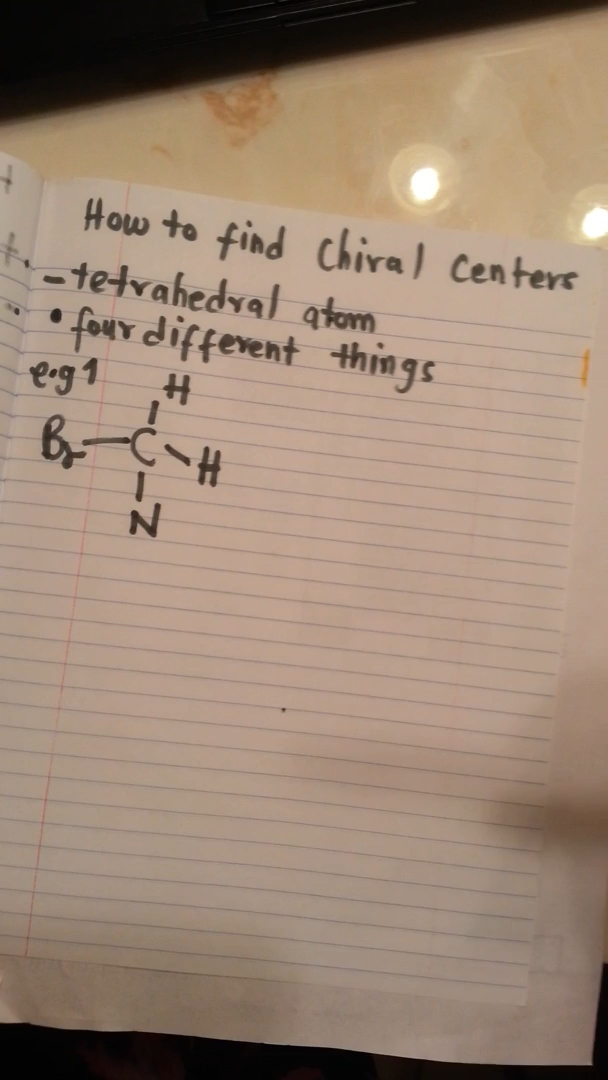 How to find Chiral Centers
- tetrahedral atom
• four different things
e.g 1
H
Br — C - H
N